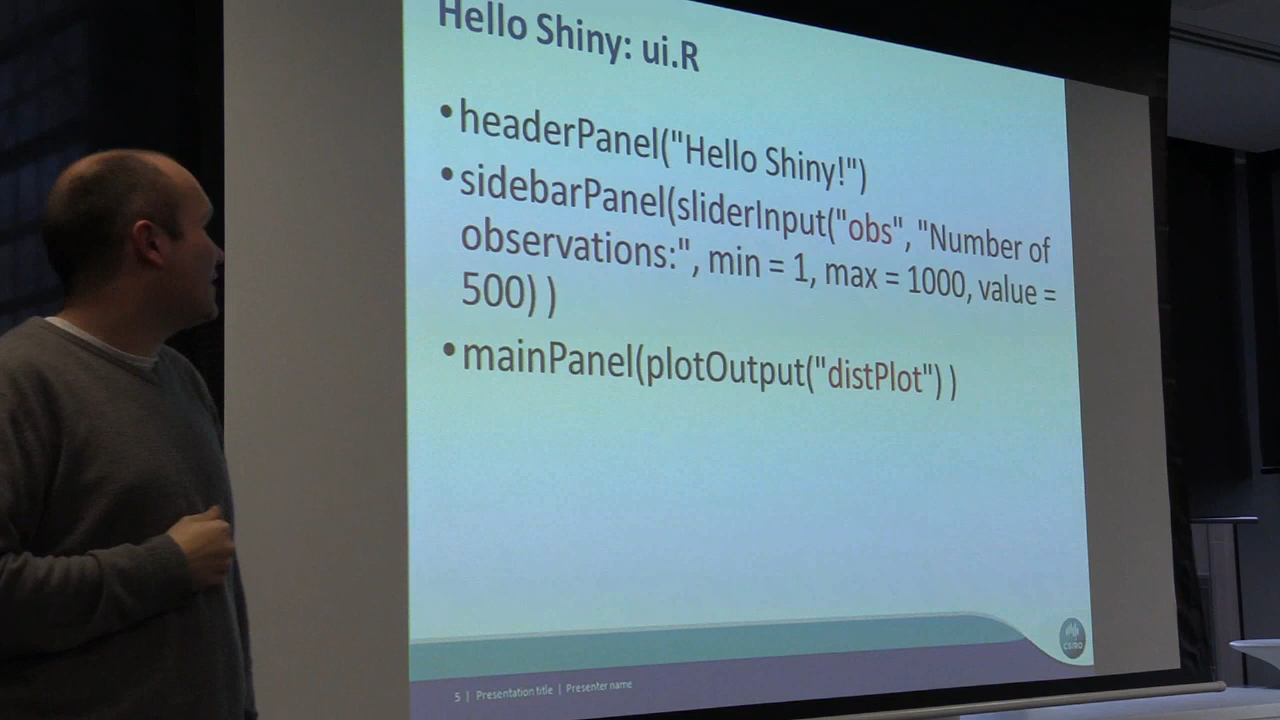 Hello Shiny: ui.R
•headerPanel("Hello Shiny!")
•sidebarPanel(sliderInput("obs", "Number of
observations:", min = 1, max = 1000, value =
500) )
•mainPanel(plotOutput("distPlot") )
CSIRO
5 | Presentation title | Presenter name